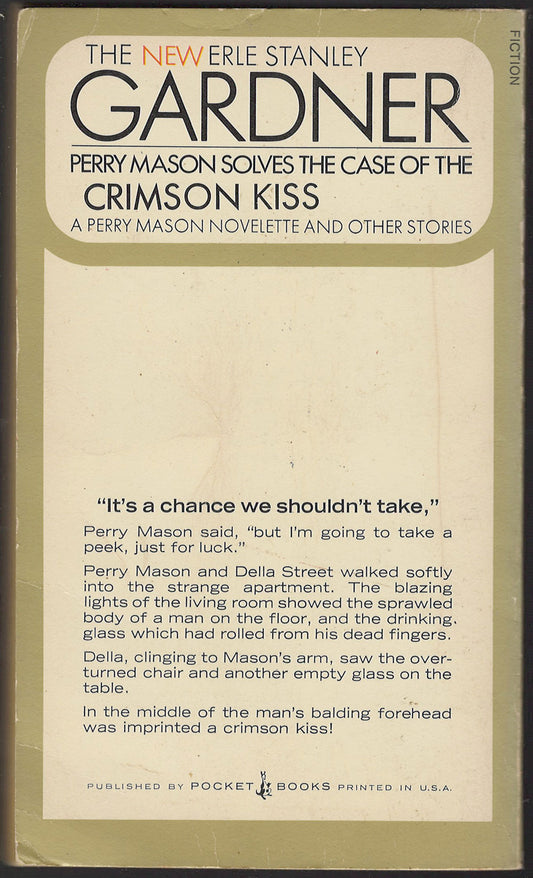 FICTION
THE NEW ERLE STANLEY
GARDNER
PERRY MASON SOLVES THE CASE OF THE
CRIMSON KISS
A PERRY MASON NOVELETTE AND OTHER STORIES
“It’s a chance we shouldn’t take,”
Perry Mason said, “but I’m going to take a
peek, just for luck.”
Perry Mason and Della Street walked softly
into the strange apartment. The blazing
lights of the living room showed the sprawled
body of a man on the floor, and the drinking.
glass which had rolled from his dead fingers.
Della, clinging to Mason’s arm, saw the over-
turned chair and another empty glass on the
table.
In the middle of the man’s balding forehead
was imprinted a crimson kiss!
PUBLISHED BY POCKET BOOKS PRINTED IN U.S.A.